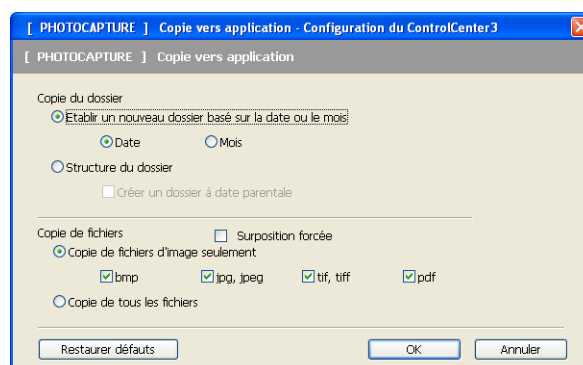 [ PHOTOCAPTURE ] Copie vers application - Configuration du ControlCenter3
[ PHOTOCAPTURE ] Copie vers application
Copie du dossier
Etablir un nouveau dossier basé sur la date ou le mois
Date Mois
Structure du dossier
Créer un dossier à date parentale
Copie de fichiers Surposition forcée
Copie de fichiers d'image seulement
bmp jpg, jpeg tif, tiff pdf
Copie de tous les fichiers
Restaurer défauts OK Annuler